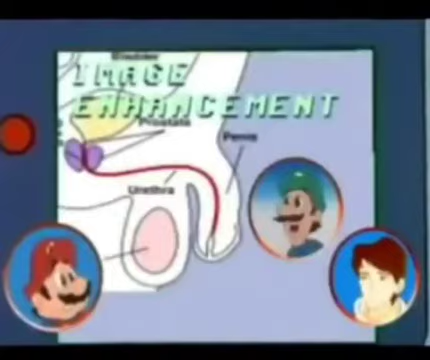 Bladder
IMAGE
ENHANCEMENT
Prostate
Penis
Urethra